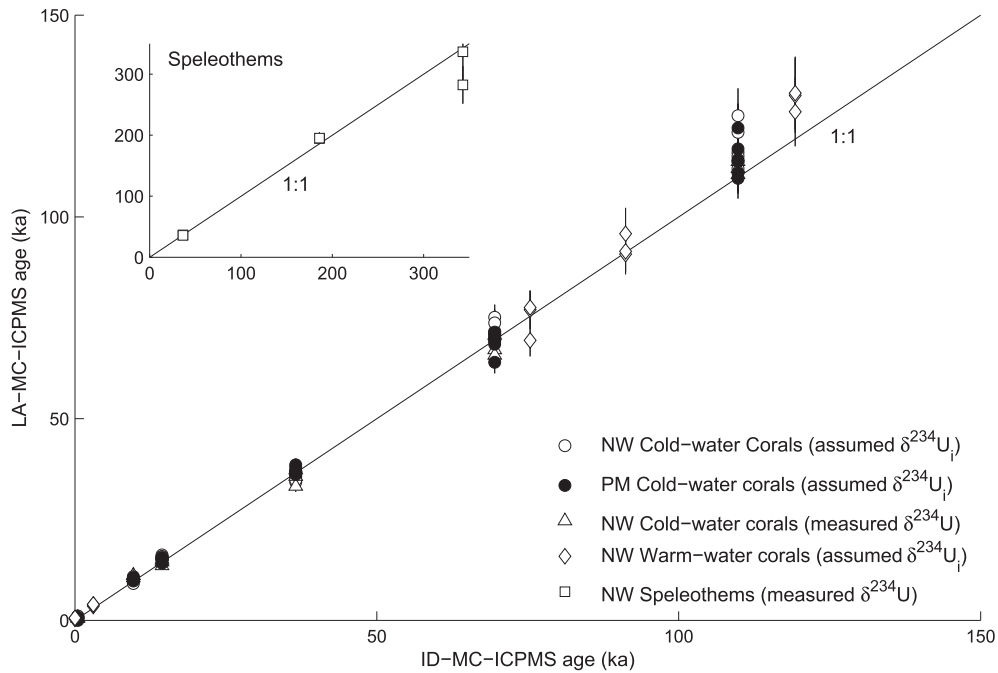 150
100
50
0
LA−MC−ICPMS age (ka)
Speleothems
300
200
100
0
1:1
0 100 200 300
1:1
NW Cold−water Corals (assumed δ²³⁴Uᵢ)
PM Cold−water corals (assumed δ²³⁴Uᵢ)
NW Cold−water corals (measured δ²³⁴U)
NW Warm−water corals (assumed δ²³⁴Uᵢ)
NW Speleothems (measured δ²³⁴U)
0 50 100 150
ID−MC−ICPMS age (ka)